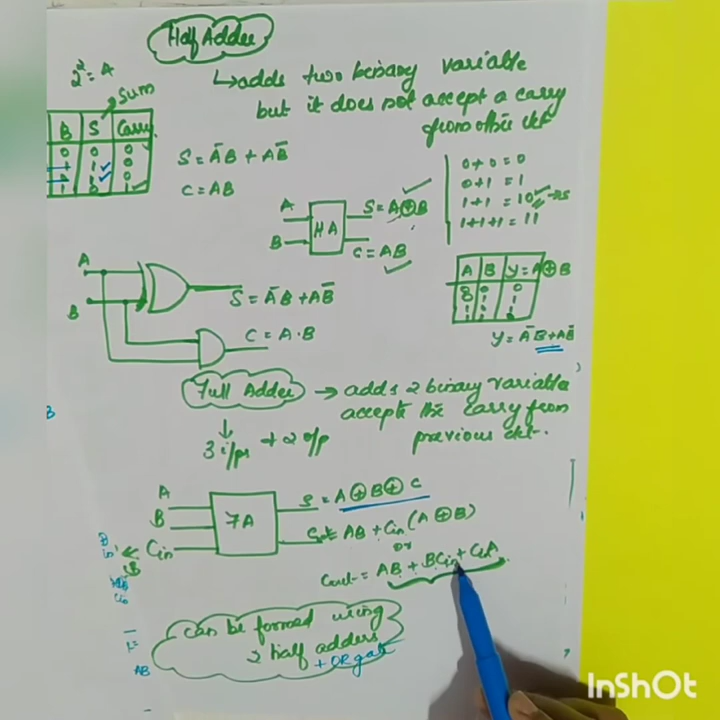 Half Adder
2² = A
↳ adds two binary variable
but it does not accept a carry
from other ckt
Sum
B S Carry
0 0 0
1 1 0
0 1 0
1 0 1
S = A̅B + AB̅
C = AB
0+0 = 0
0+1 = 1
1+1 = 10
1+1+1 = 11
A
B
HA
S = A⊕B
C = AB
A
B
S = A̅B + AB̅
C = A·B
A B Y = A⊕B
Y = A̅B + AB̅
Full Adder → adds 2 binary variable
accepts the carry from
previous ckt.
↓
3 i/ps + 2 o/p
A
B
Cin
FA
S = A⊕B⊕C
Cout = AB + Cin (A⊕B)
or
Cout = AB + BCin + CinA
can be formed using
2 half adders
+ OR gate
AB
InShOt